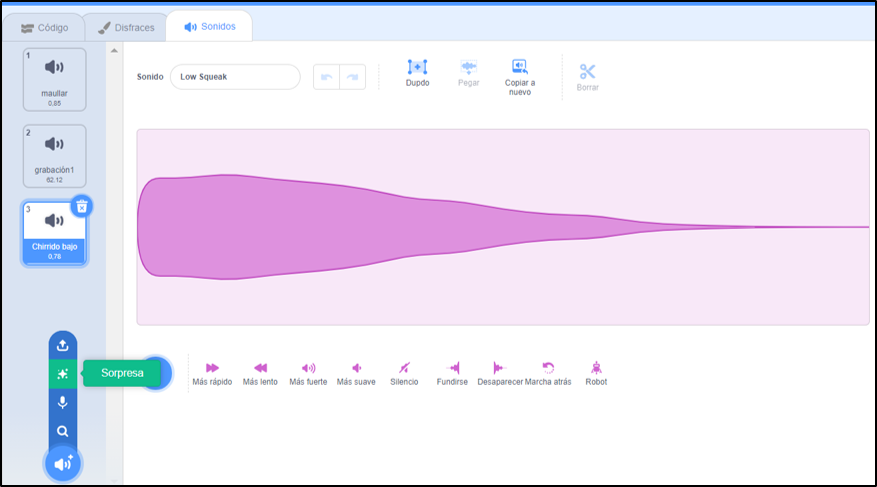 Código
Disfraces
Sonidos
1
maullar
0,85
2
grabación1
62.12
3
Chirrido bajo
0,78
Sorpresa
Sonido
Low Squeak
Dupdo
Pegar
Copiar a
nuevo
Borrar
Más rápido
Más lento
Más fuerte
Más suave
Silencio
Fundirse
Desaparecer
Marcha atrás
Robot